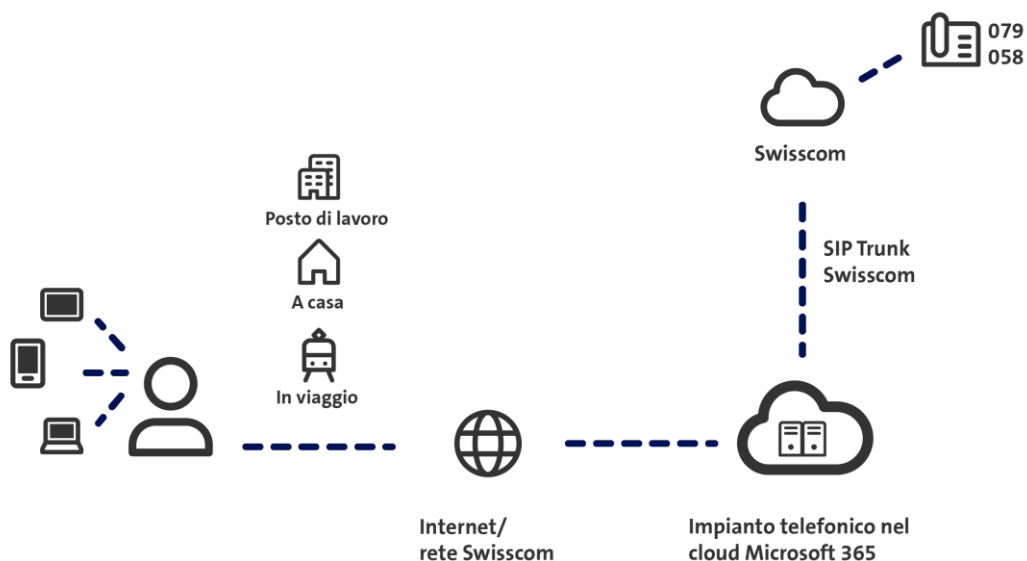 079
058
Swisscom
Posto di lavoro
SIP Trunk
Swisscom
A casa
In viaggio
Internet/
rete Swisscom
Impianto telefonico nel
cloud Microsoft 365